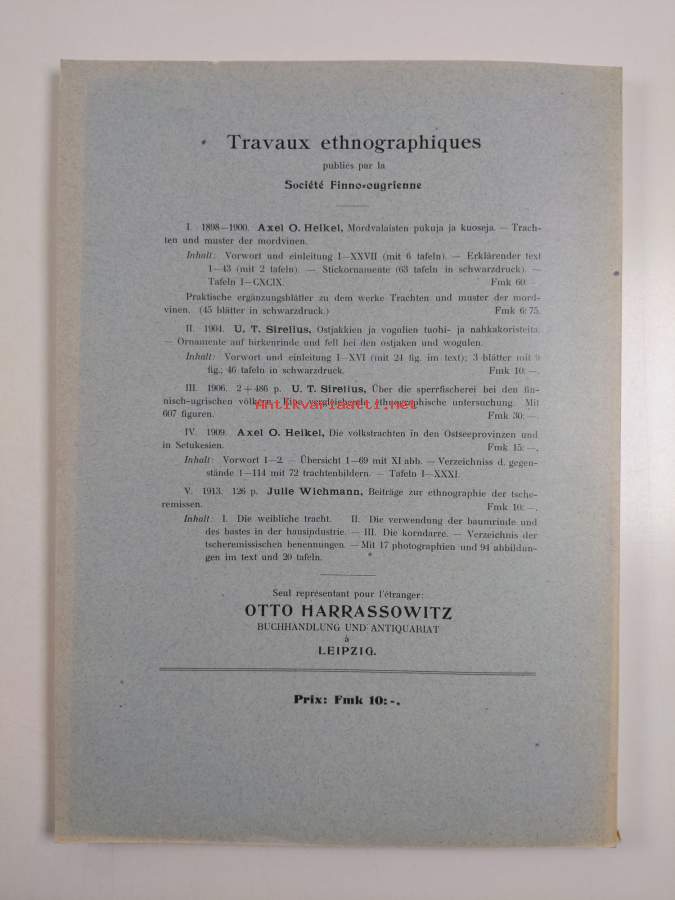 Travaux ethnographiques
publiés par la
Société Finno-ougrienne
I. 1898—1900. Axel O. Heikel, Mordvalaisten pukuja ja kuoseja. — Trach-
ten und muster der mordvinen.
Inhalt: Vorwort und einleitung I—XXVII (mit 6 tafeln). — Erklärender text
1—43 (mit 2 tafeln). — Stickornamente (63 tafeln in schwarzdruck). —
Tafeln I—CXCIX. Fmk 60:—
Praktische ergänzungsblätter zu dem werke Trachten und muster der mord-
vinen. (45 blätter in schwarzdruck.) Fmk 6:75.
II. 1904. U. T. Sirelius, Ostjakkien ja vogulien tuohi- ja nahkakoristeita.
— Ornamente auf birkenrinde und fell bei den ostjaken und wogulen.
Inhalt: Vorwort und einleitung I—XVI (mit 24 fig. im text); 3 blätter mit 9
fig.; 46 tafeln in schwarzdruck. Fmk 10:—.
III. 1906. 2+486 p. U. T. Sirelius, Über die sperrfischerei bei den fin-
nisch-ugrischen völkern. Eine vergleichende ethnographische untersuchung. Mit
antikvariaatti.net
607 figuren. Fmk 30:—.
IV. 1909. Axel O. Heikel, Die volkstrachten in den Ostseeprovinzen und
in Setukesien. Fmk 15:—.
Inhalt: Vorwort 1—2. — Übersicht 1—69 mit XI abb. — Verzeichniss d. gegen-
stände 1—114 mit 72 trachtenbildern. — Tafeln I—XXXI.
V. 1913. 126 p. Julie Wichmann, Beiträge zur ethnographie der tsche-
remissen. Fmk 10:—.
Inhalt: I. Die weibliche tracht. II. Die verwendung der baumrinde und
des bastes in der hausindustrie. — III. Die korndarre. — Verzeichnis der
tscheremissischen benennungen. — Mit 17 photographien und 94 abbildun-
gen im text und 20 tafeln.
Seul représentant pour l'étranger:
OTTO HARRASSOWITZ
BUCHHANDLUNG UND ANTIQUARIAT
à
LEIPZIG.
Prix: Fmk 10:-.